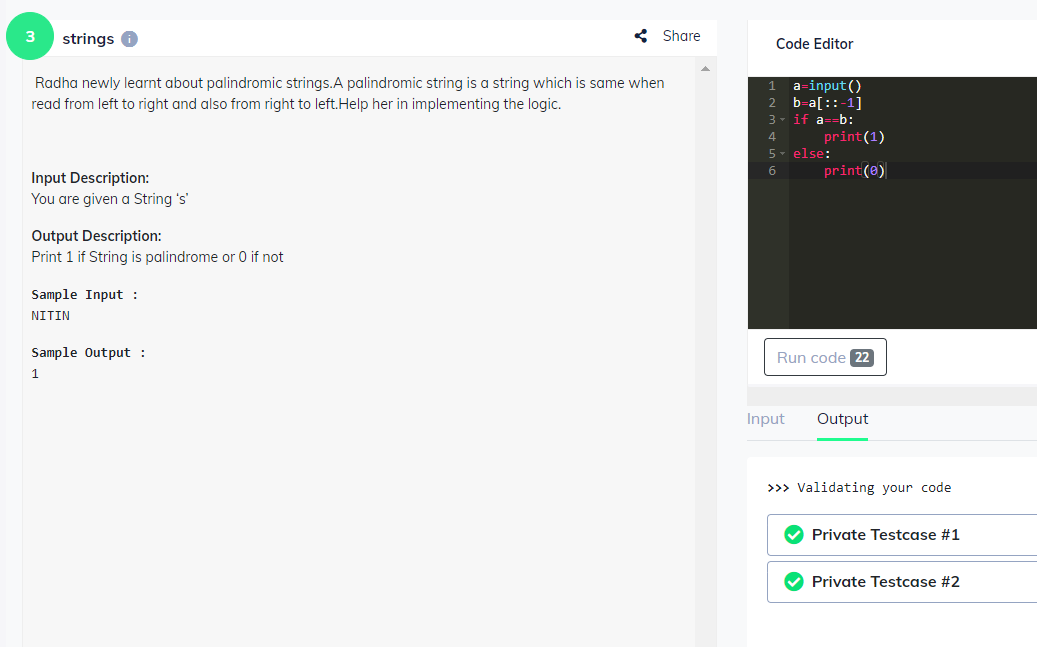 3
strings
Share
Radha newly learnt about palindromic strings.A palindromic string is a string which is same when
read from left to right and also from right to left.Help her in implementing the logic.
Input Description:
You are given a String ‘s’
Output Description:
Print 1 if String is palindrome or 0 if not
Sample Input :
NITIN
Sample Output :
1
Code Editor
1 a=input()
2 b=a[::-1]
3 if a==b:
4 print(1)
5 else:
6 print(0)
Run code 22
Input Output
>>> Validating your code
Private Testcase #1
Private Testcase #2